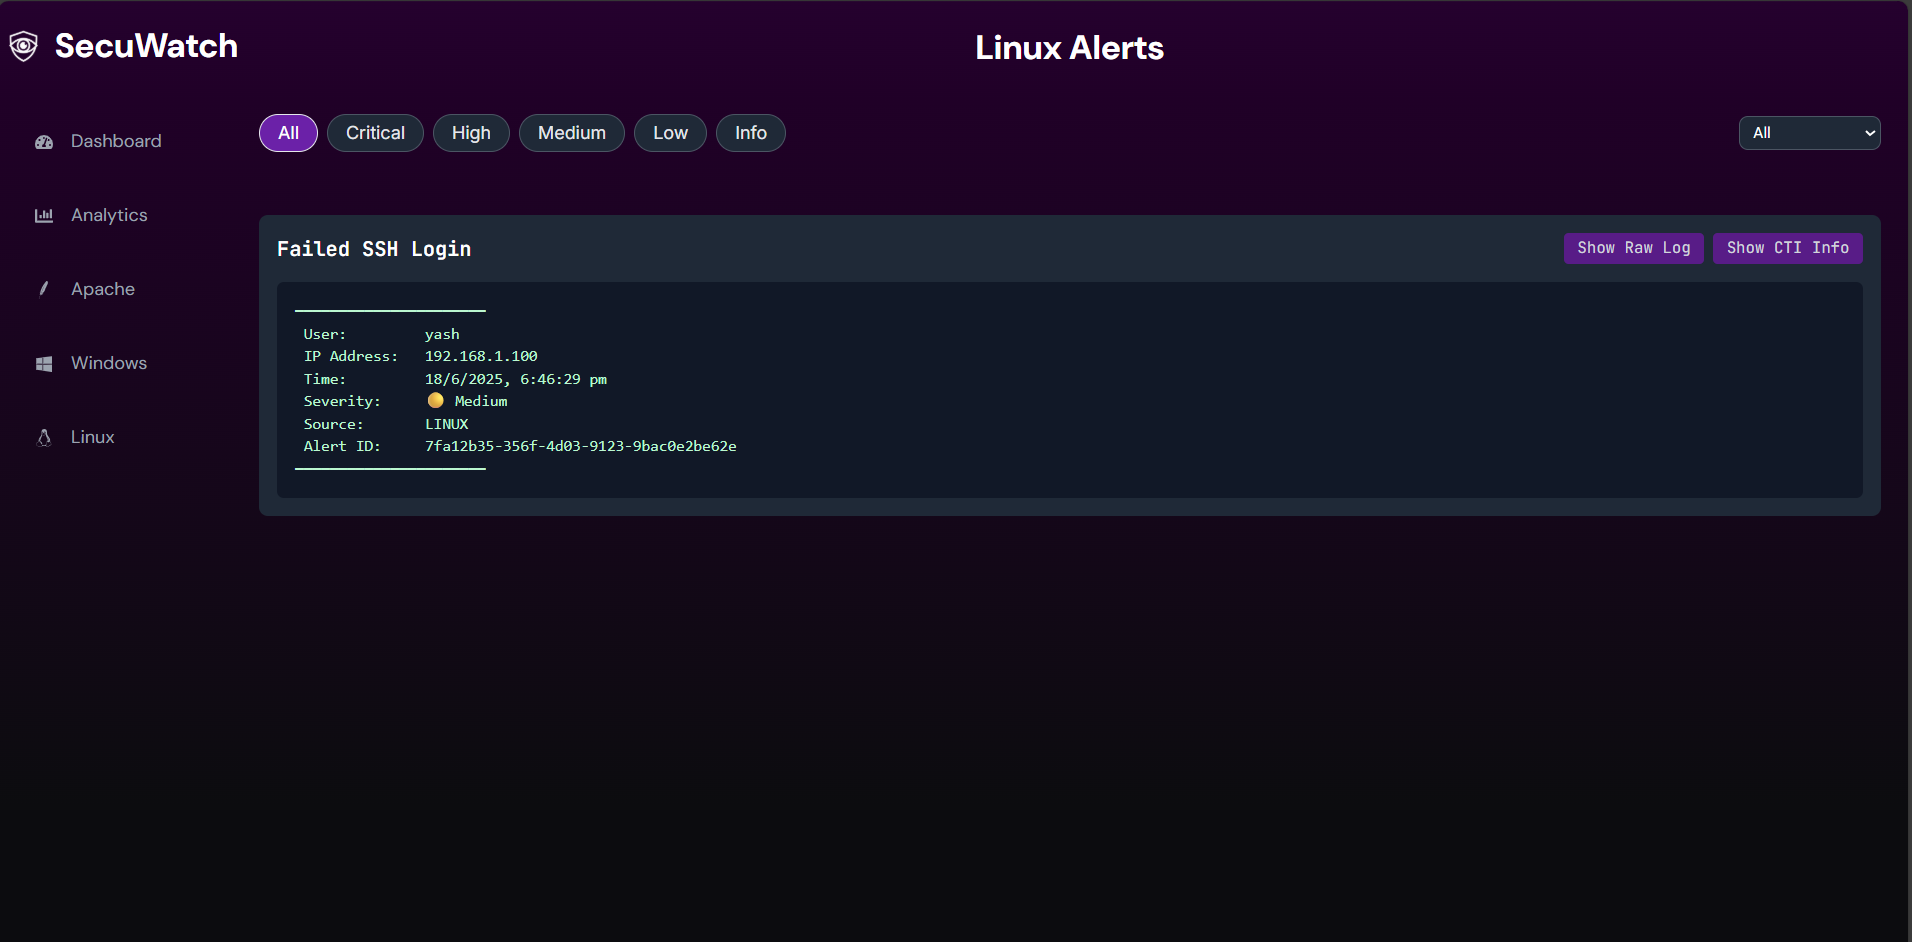 SecuWatch
Linux Alerts
Dashboard
Analytics
Apache
Windows
Linux
All Critical High Medium Low Info
All
Failed SSH Login
Show Raw Log Show CTI Info
User: yash
IP Address: 192.168.1.100
Time: 18/6/2025, 6:46:29 pm
Severity: Medium
Source: LINUX
Alert ID: 7fa12b35-356f-4d03-9123-9bac0e2be62e